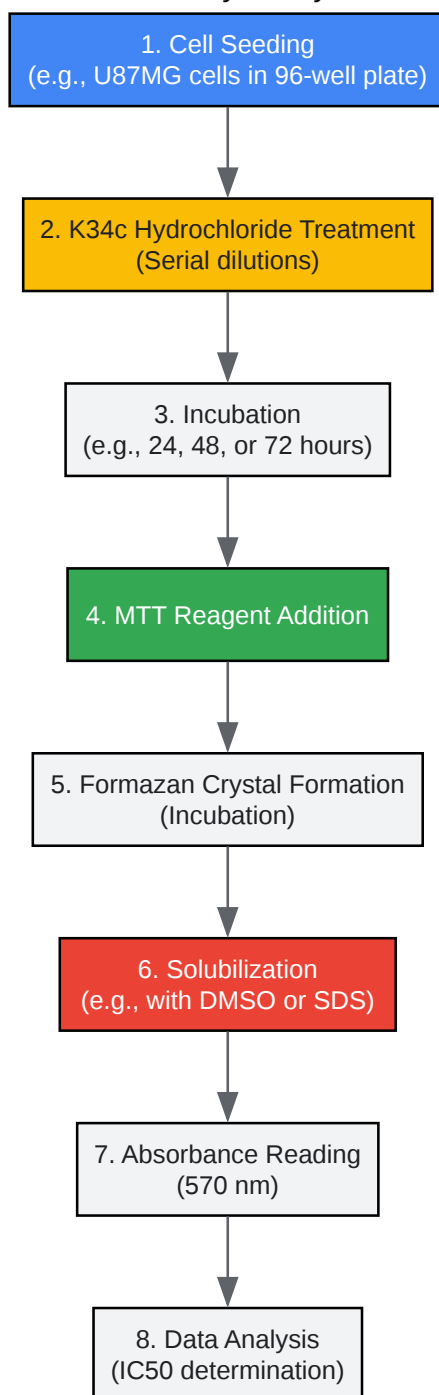 1. Cell Seeding
(e.g., U87MG cells in 96-well plate)
2. K34c Hydrochloride Treatment
(Serial dilutions)
3. Incubation
(e.g., 24, 48, or 72 hours)
4. MTT Reagent Addition
5. Formazan Crystal Formation
(Incubation)
6. Solubilization
(e.g., with DMSO or SDS)
7. Absorbance Reading
(570 nm)
8. Data Analysis
(IC50 determination)